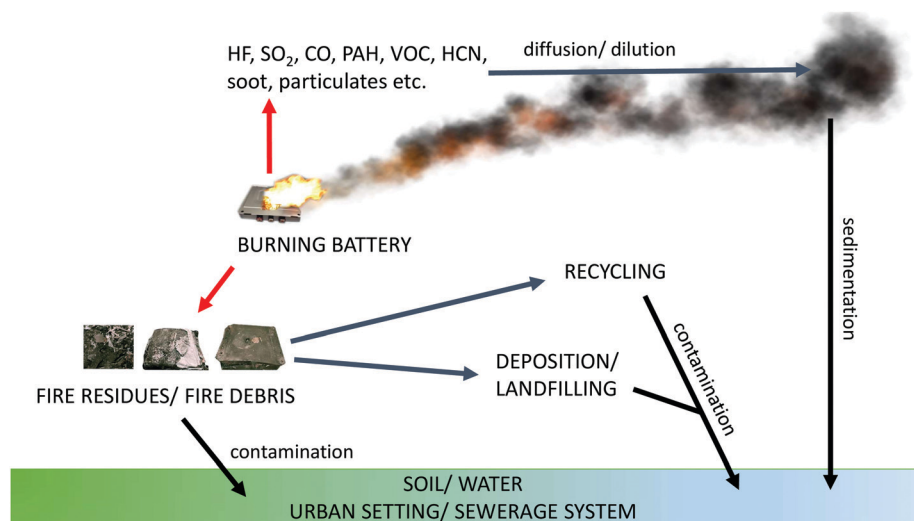 HF, SO₂, CO, PAH, VOC, HCN,
soot, particulates etc.
diffusion/ dilution
BURNING BATTERY
sedimentation
RECYCLING
contamination
DEPOSITION/
LANDFILLING
FIRE RESIDUES/ FIRE DEBRIS
contamination
SOIL/ WATER
URBAN SETTING/ SEWERAGE SYSTEM